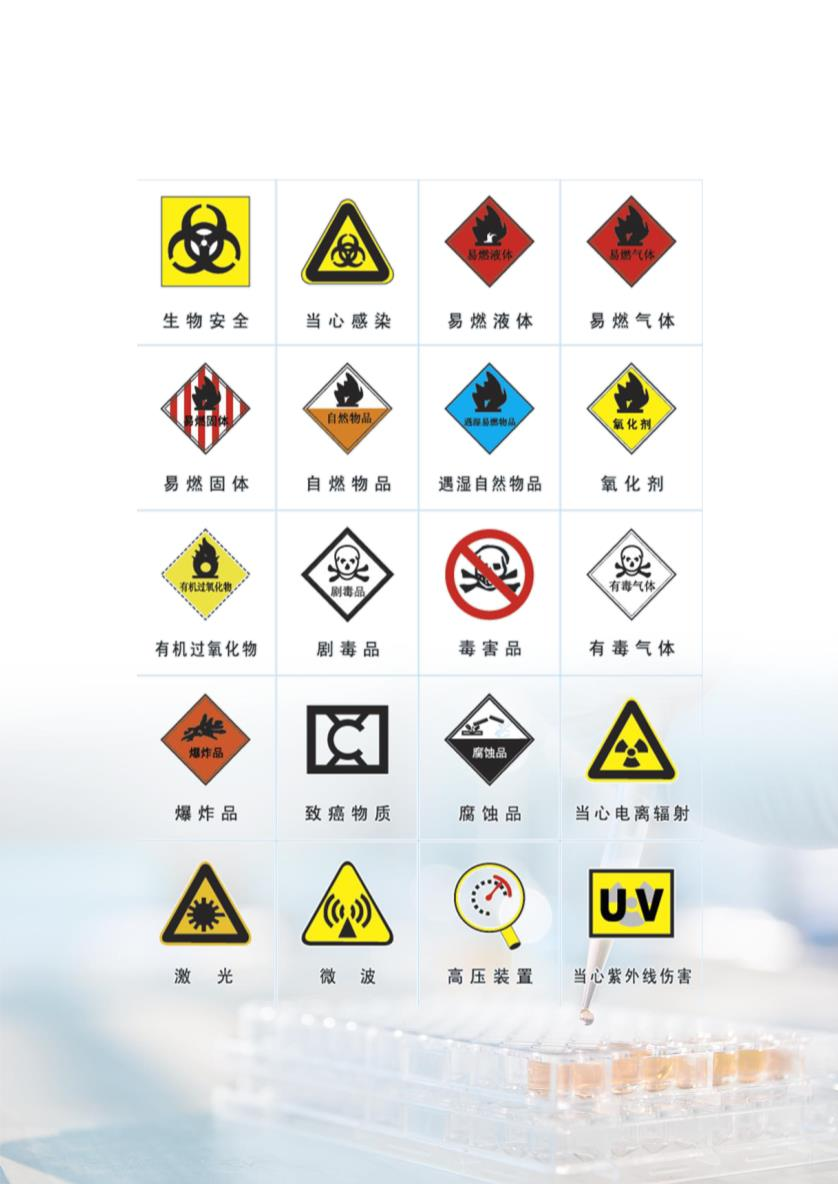 生物安全
当心感染
易燃液体
易燃液体
易燃气体
易燃气体
易燃固体
易燃固体
自然物品
自燃物品
遇湿易燃物品
遇湿自然物品
氧化剂
氧化剂
有机过氧化物
有机过氧化物
剧毒品
剧毒品
毒害品
有毒气体
有毒气体
爆炸品
爆炸品
致癌物质
腐蚀品
腐蚀品
当心电离辐射
激 光
微 波
高压装置
UV
当心紫外线伤害